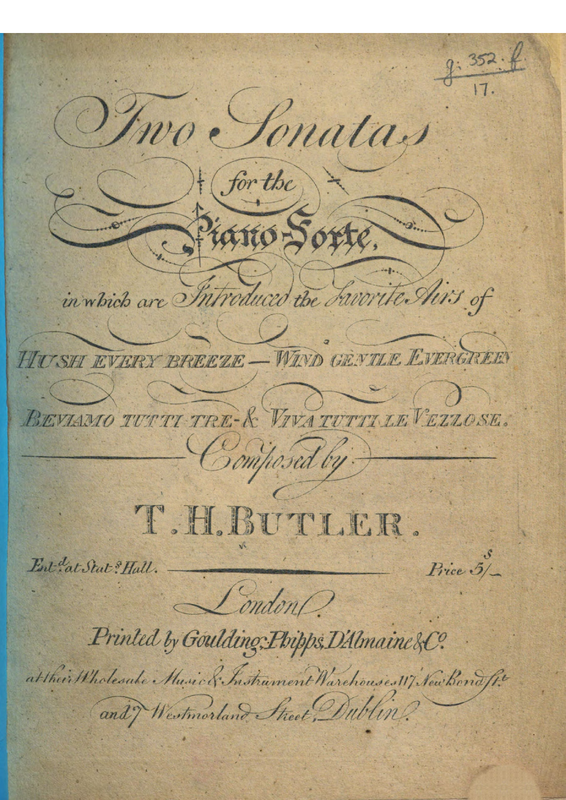 g. 352. f.
17.
Two Sonatas
for the
Piano-Forte,
in which are Introduced the Favorite Airs of
HUSH EVERY BREEZE — WIND GENTLE EVERGREEN
BEVIAMO TUTTI TRE - & VIVA TUTTI LE VEZZOSE.
Composed by
T. H. BUTLER.
Ent.d at Stat.s Hall.
Price 5s/–
London.
Printed by Goulding, Phipps, D'Almaine & Co.
at their Wholesale Music & Instrument Warehouses 117 New Bond St.t
and 7 Westmorland Street, Dublin.